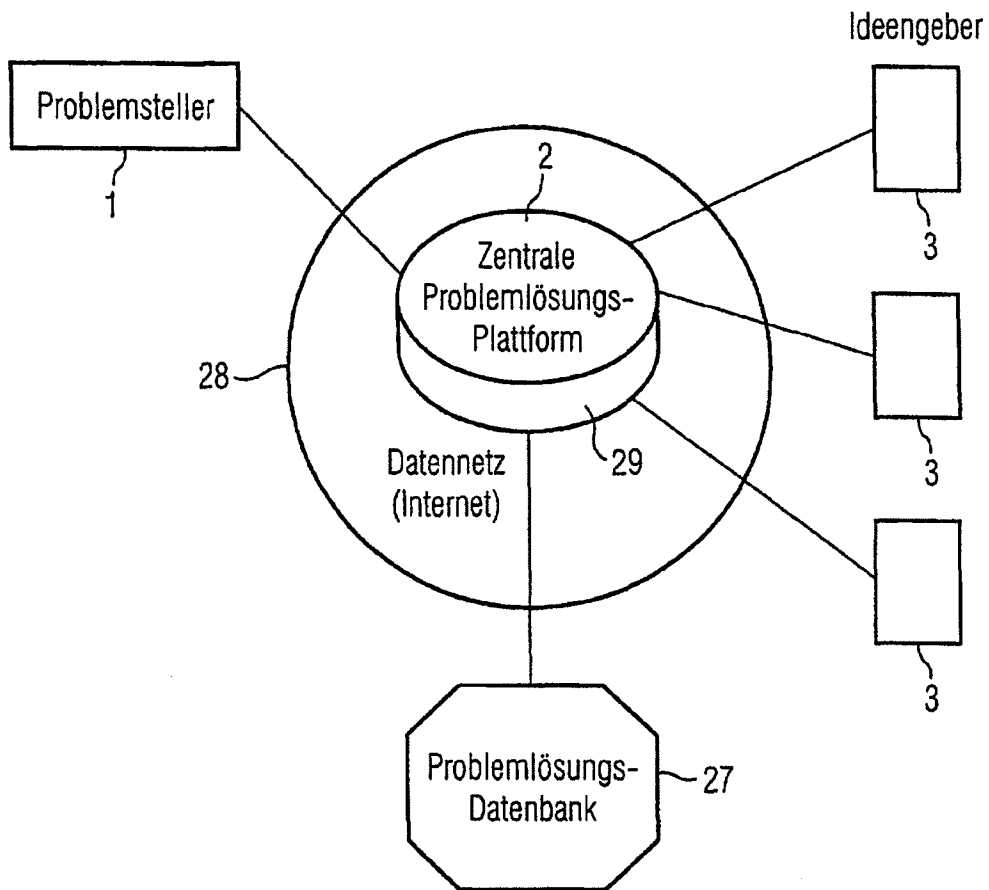 Ideengeber
Problemsteller
1
2
3
Zentrale
Problemlösungs-
Plattform
28
29
3
Datennetz
(Internet)
3
Problemlösungs-
Datenbank
27